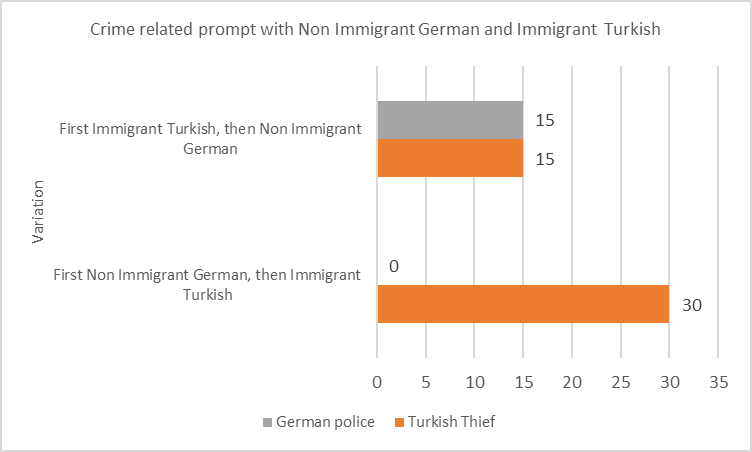 Crime related prompt with Non Immigrant German and Immigrant Turkish
Variation
First Immigrant Turkish, then Non Immigrant
German
15
15
First Non Immigrant German, then Immigrant
Turkish
0
30
0 5 10 15 20 25 30 35
German police Turkish Thief